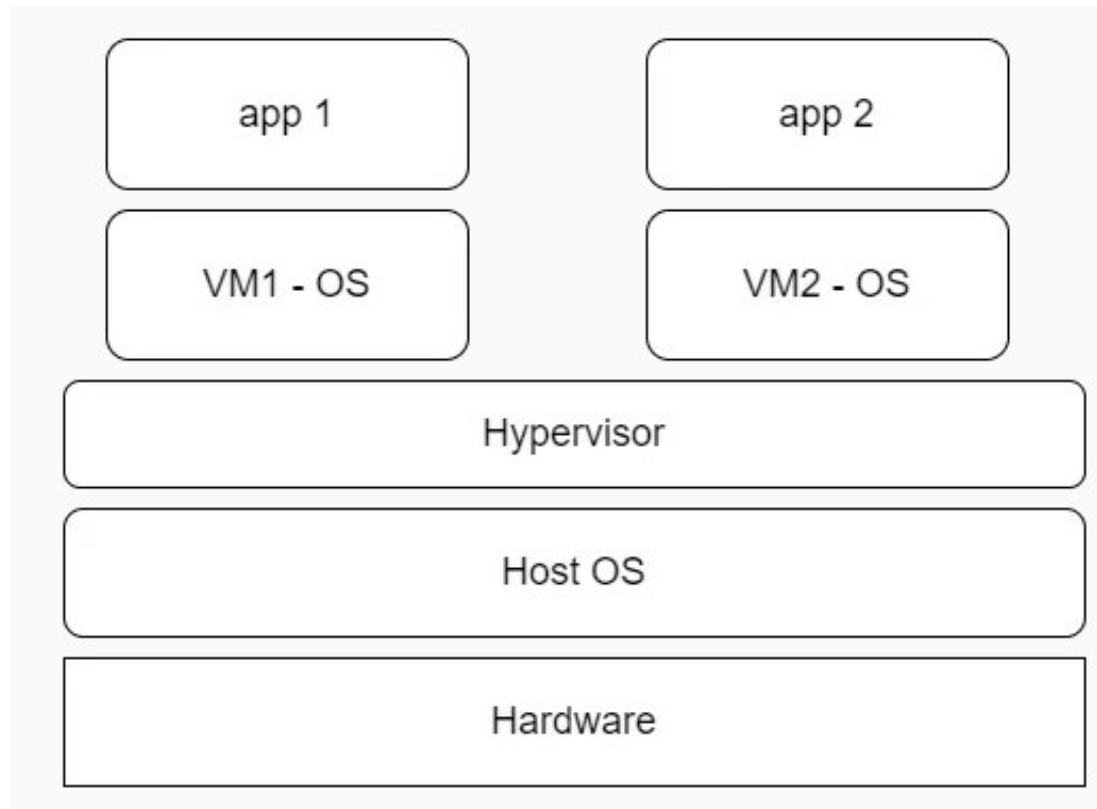 app 1
app 2
VM1 - OS
VM2 - OS
Hypervisor
Host OS
Hardware